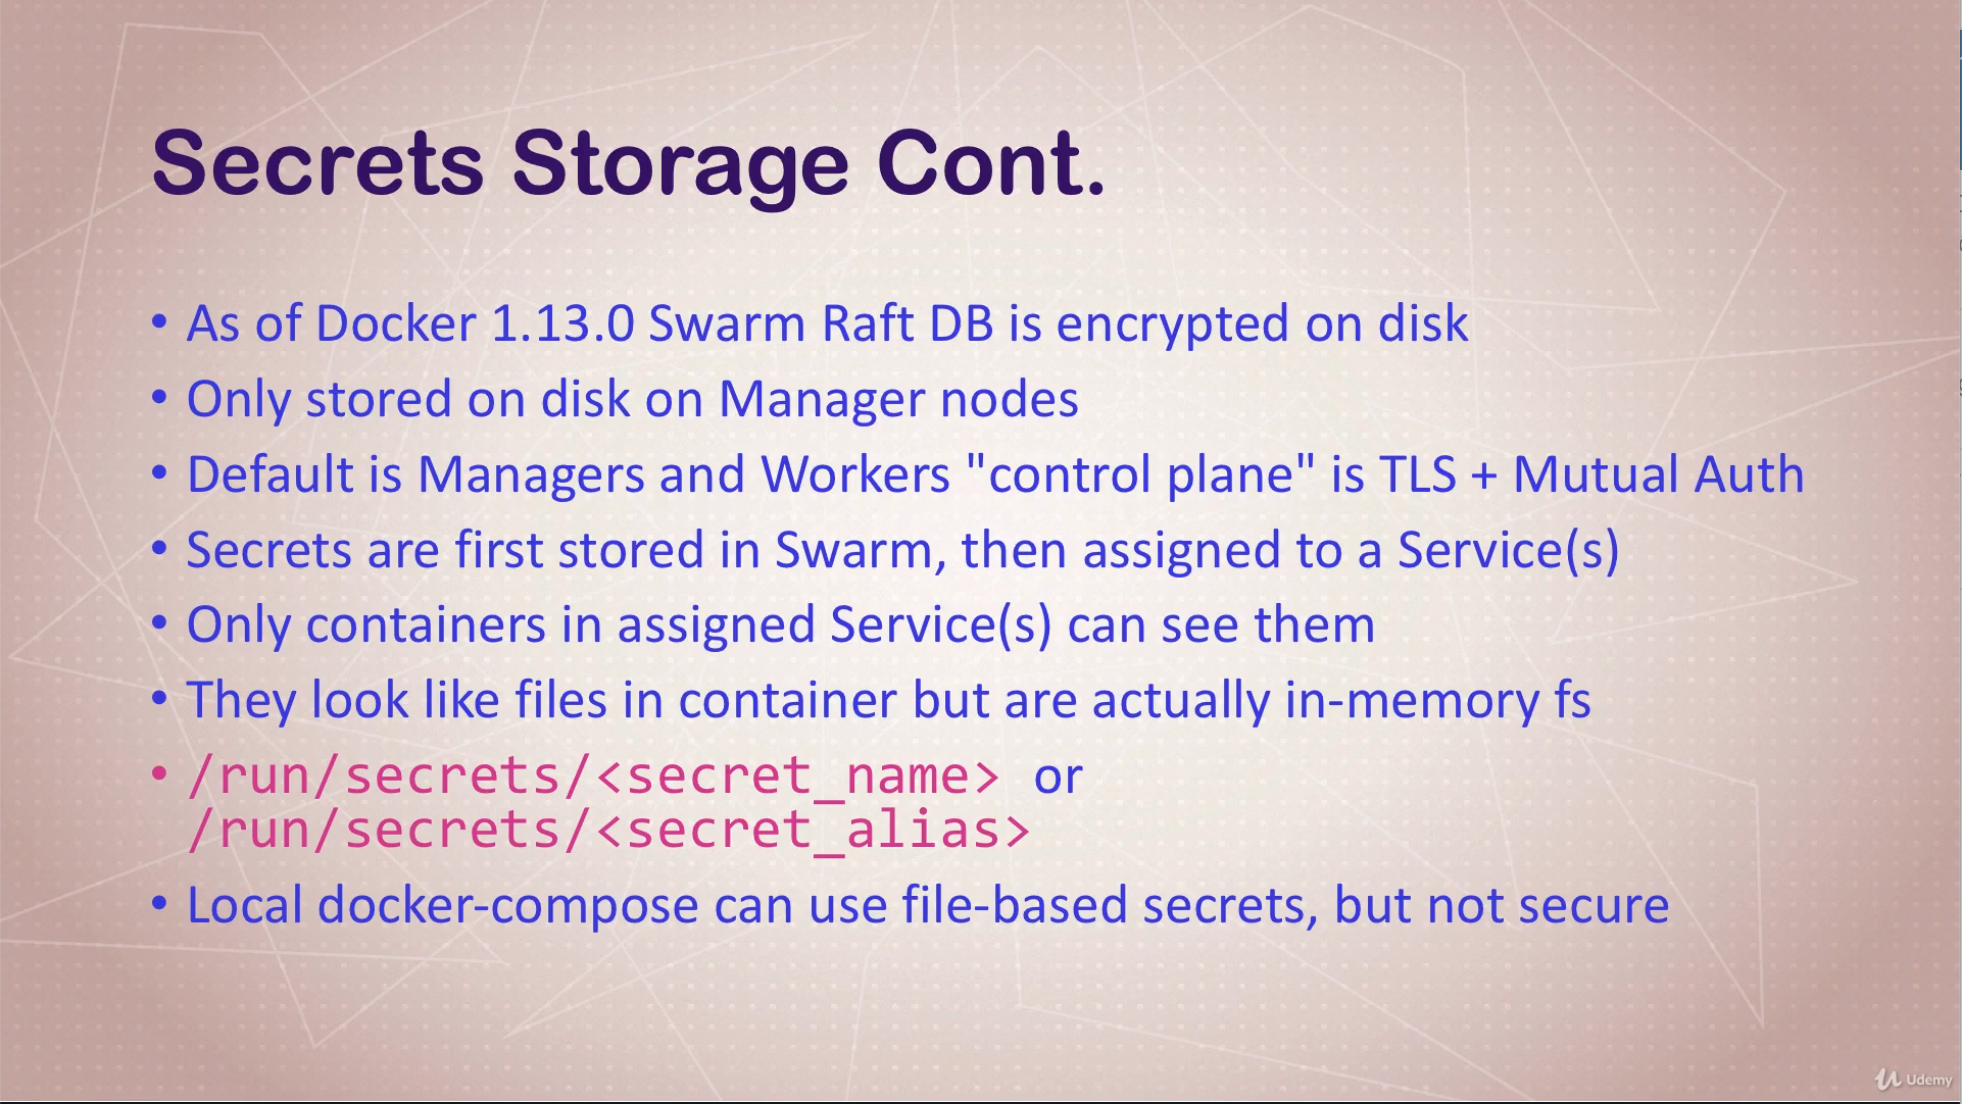 Secrets Storage Cont.
• As of Docker 1.13.0 Swarm Raft DB is encrypted on disk
• Only stored on disk on Manager nodes
• Default is Managers and Workers "control plane" is TLS + Mutual Auth
• Secrets are first stored in Swarm, then assigned to a Service(s)
• Only containers in assigned Service(s) can see them
• They look like files in container but are actually in-memory fs
• /run/secrets/<secret_name> or
/run/secrets/<secret_alias>
• Local docker-compose can use file-based secrets, but not secure
Udemy